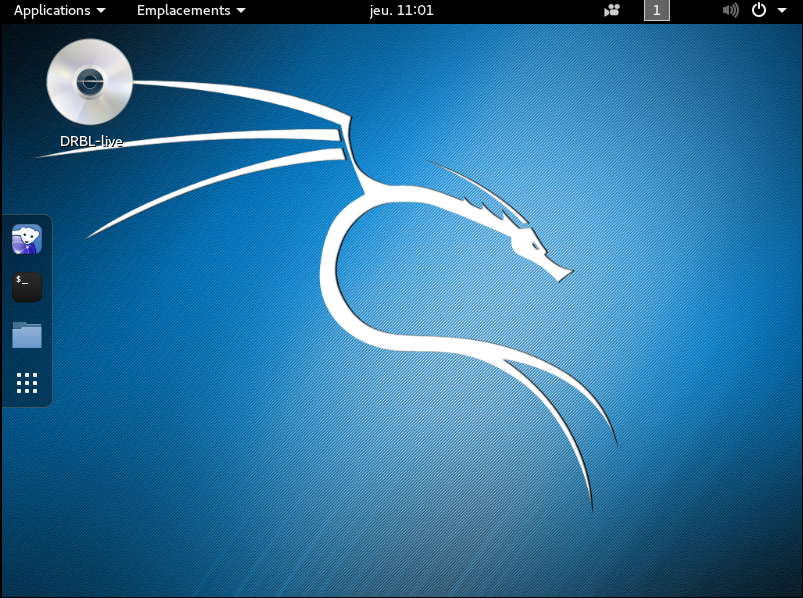 Applications
Emplacements
jeu. 11:01
1
DRBL-live
$_